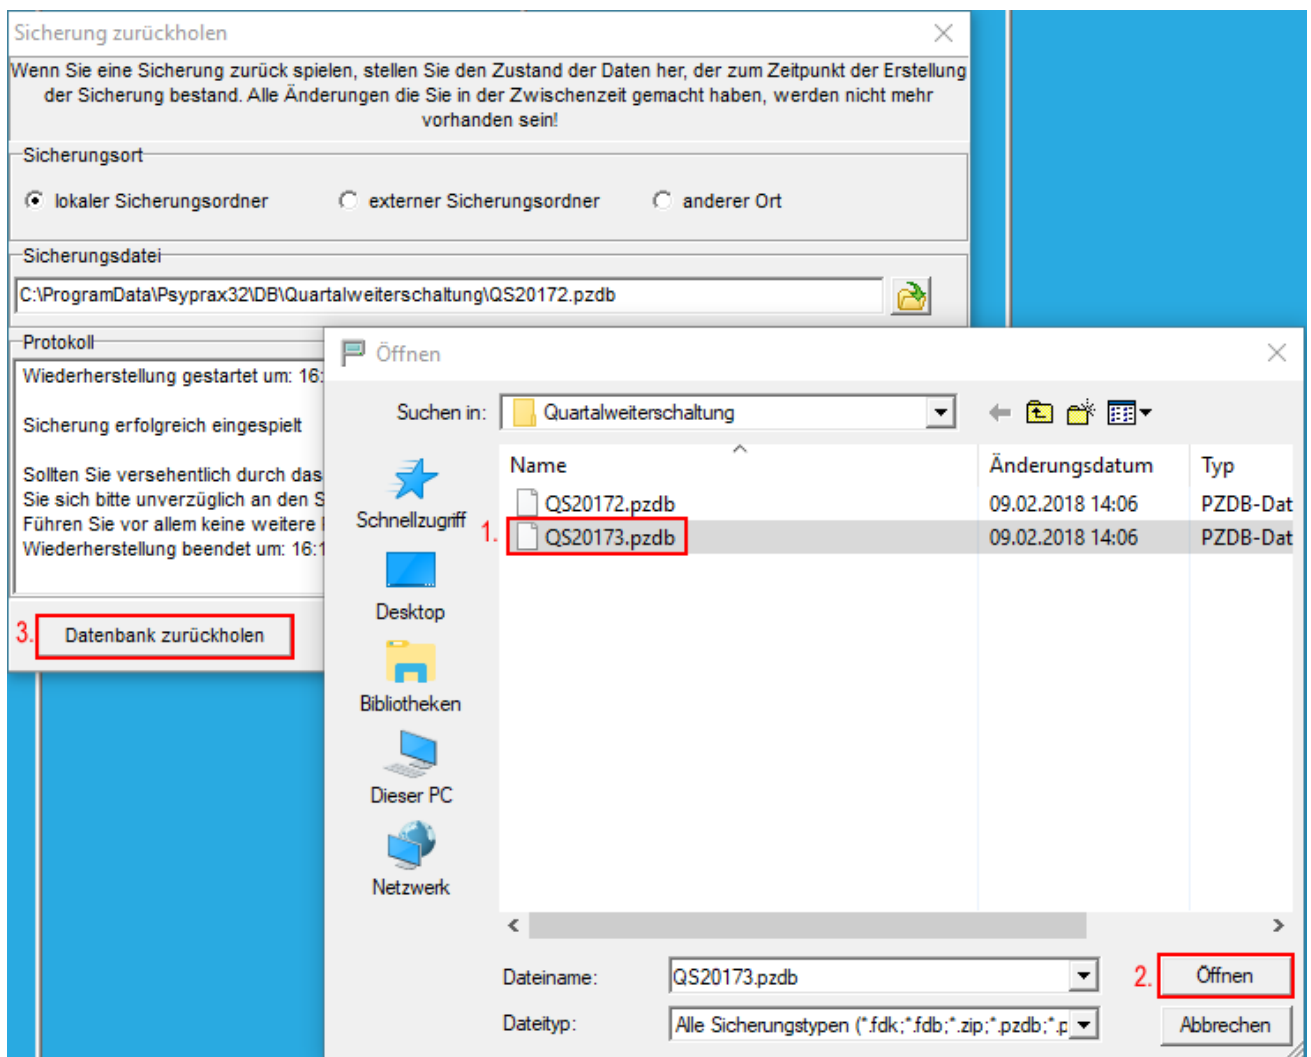 Sicherung zurückholen
Wenn Sie eine Sicherung zurück spielen, stellen Sie den Zustand der Daten her, der zum Zeitpunkt der Erstellung
der Sicherung bestand. Alle Änderungen die Sie in der Zwischenzeit gemacht haben, werden nicht mehr
vorhanden sein!
Sicherungsort
lokaler Sicherungsordner
externer Sicherungsordner
anderer Ort
Sicherungsdatei
C:\ProgramData\Psyprax32\DB\Quartalweiterschaltung\QS20172.pzdb
Protokoll
Wiederherstellung gestartet um: 16:
Sicherung erfolgreich eingespielt
Sollten Sie versehentlich durch das
Sie sich bitte unverzüglich an den S
Führen Sie vor allem keine weitere
Wiederherstellung beendet um: 16:1
3. Datenbank zurückholen
Öffnen
Suchen in:
Quartalweiterschaltung
Name
Änderungsdatum
Typ
QS20172.pzdb
09.02.2018 14:06
PZDB-Dat
1. QS20173.pzdb
09.02.2018 14:06
PZDB-Dat
Schnellzugriff
Desktop
Bibliotheken
Dieser PC
Netzwerk
Dateiname:
QS20173.pzdb
2. Öffnen
Dateityp:
Alle Sicherungstypen (*.fdk;*.fdb;*.zip;*.pzdb;*.p
Abbrechen